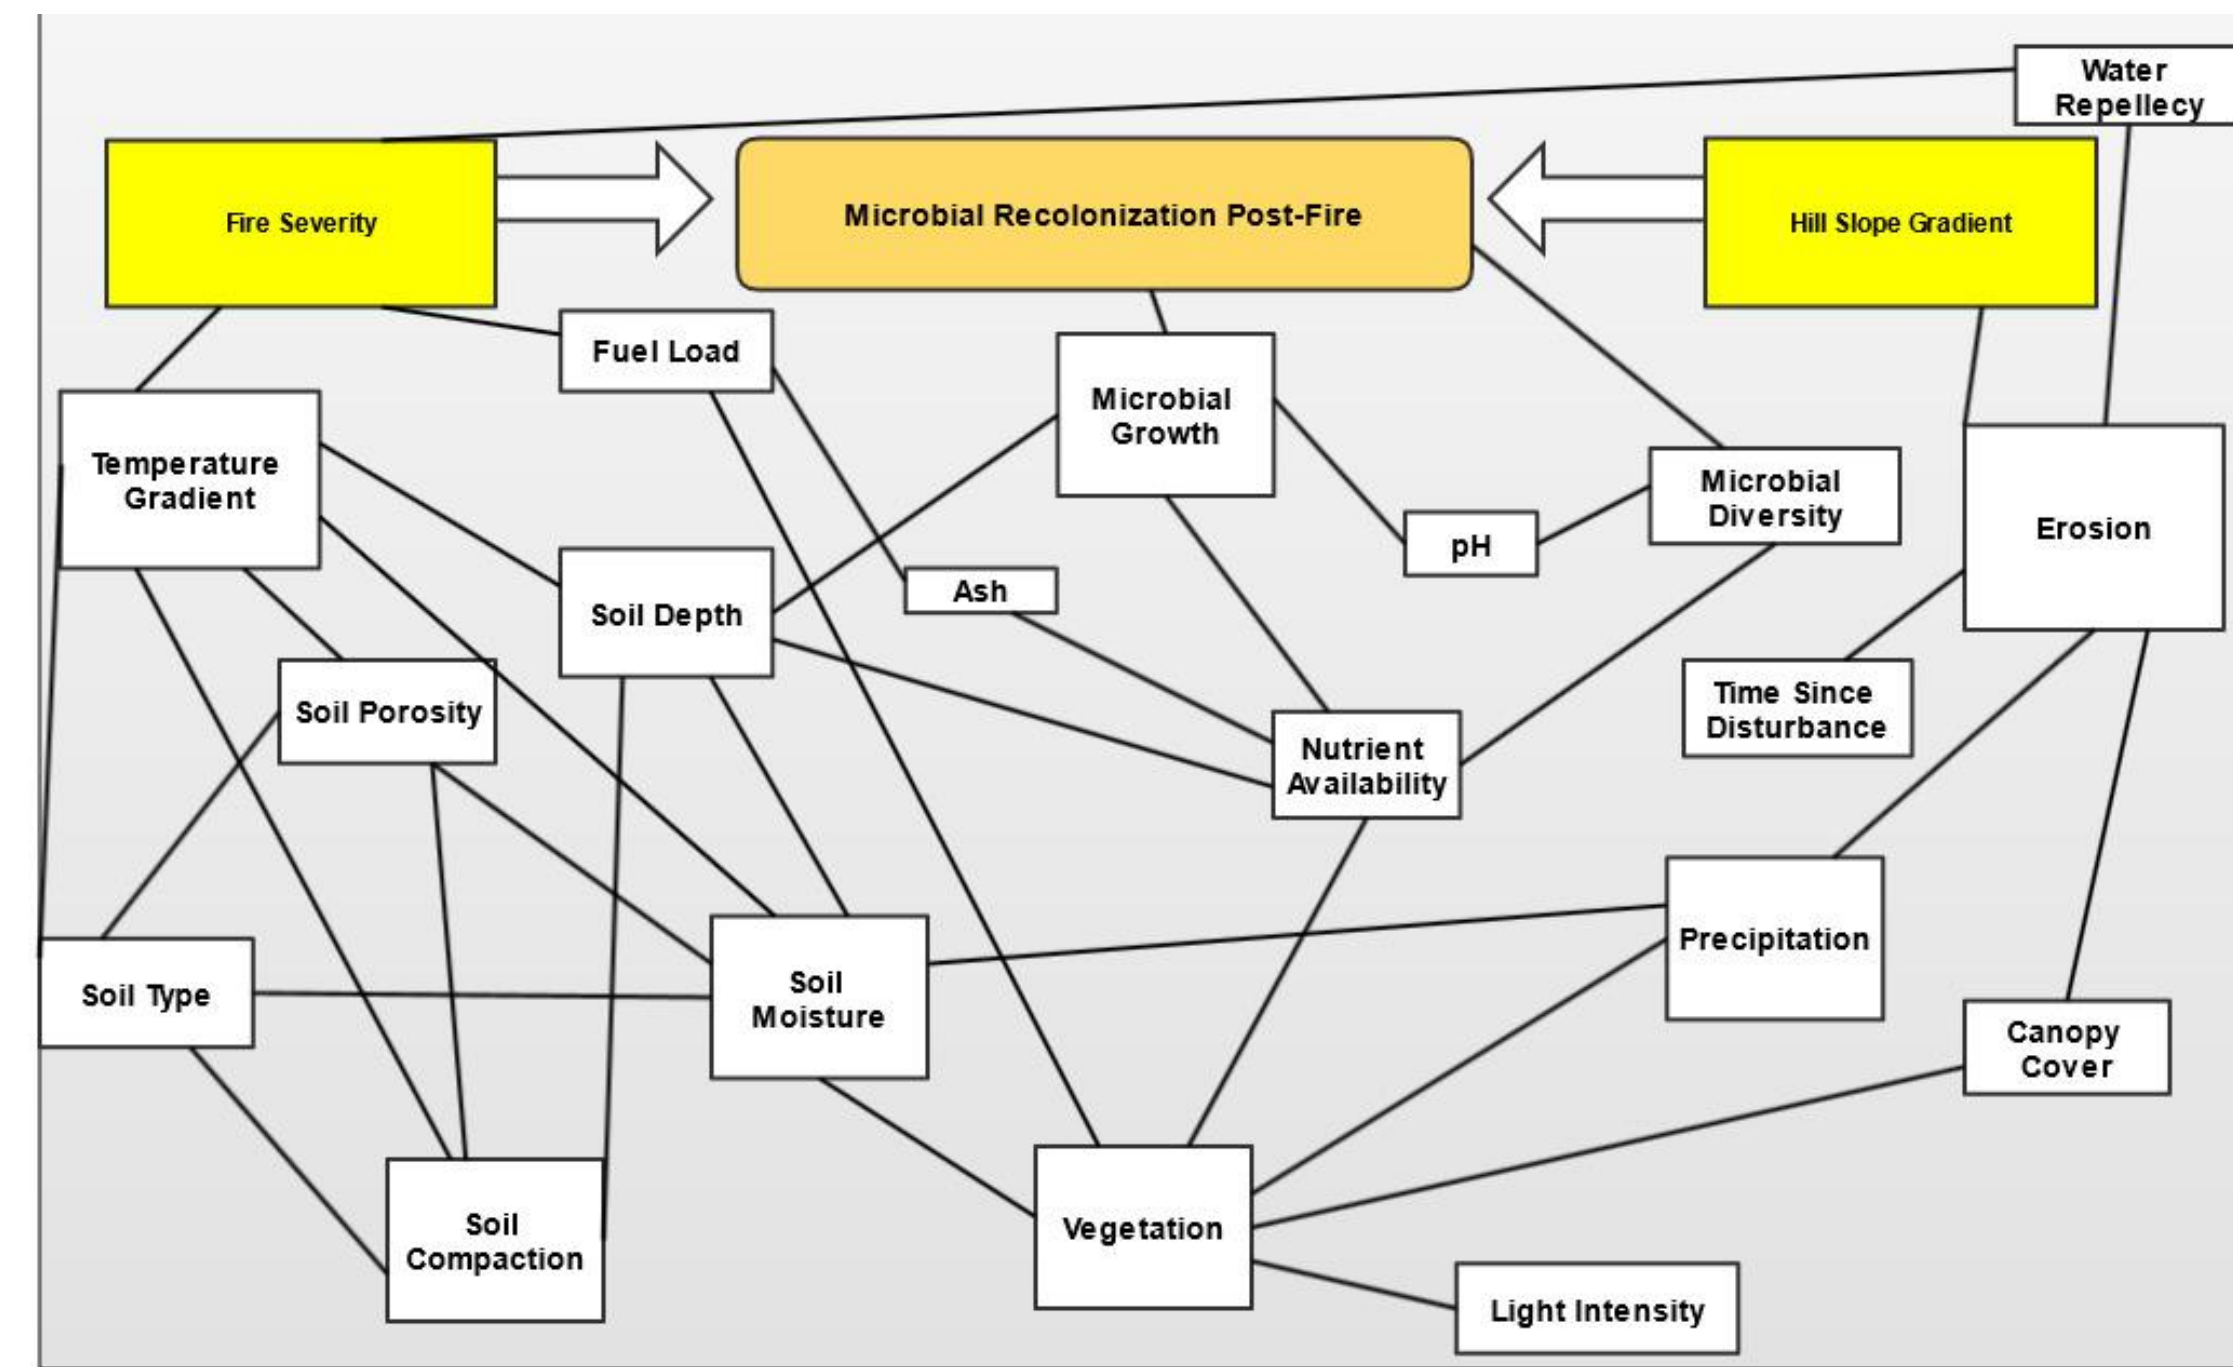 Water
Repellecy
Fire Severity
Microbial Recolonization Post-Fire
Hill Slope Gradient
Fuel Load
Microbial
Growth
Temperature
Gradient
Microbial
Diversity
Erosion
pH
Ash
Soil Depth
Soil Porosity
Time Since
Disturbance
Nutrient
Availability
Precipitation
Soil Type
Soil
Moisture
Canopy
Cover
Soil
Compaction
Vegetation
Light Intensity